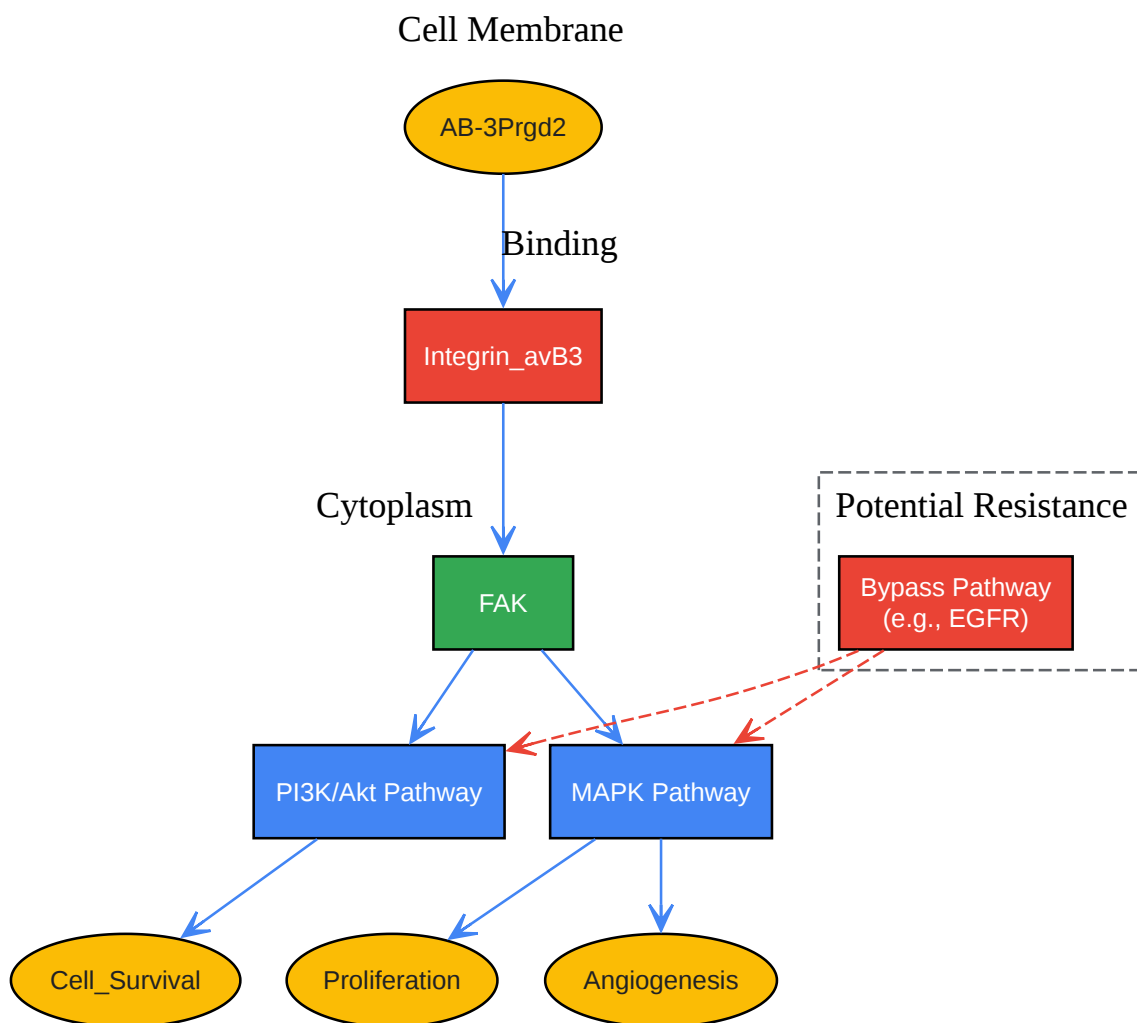 Cell Membrane
AB-3Prgd2
Binding
Integrin_avB3
Cytoplasm
Potential Resistance
FAK
Bypass Pathway
(e.g., EGFR)
PI3K/Akt Pathway
MAPK Pathway
Cell_Survival
Proliferation
Angiogenesis